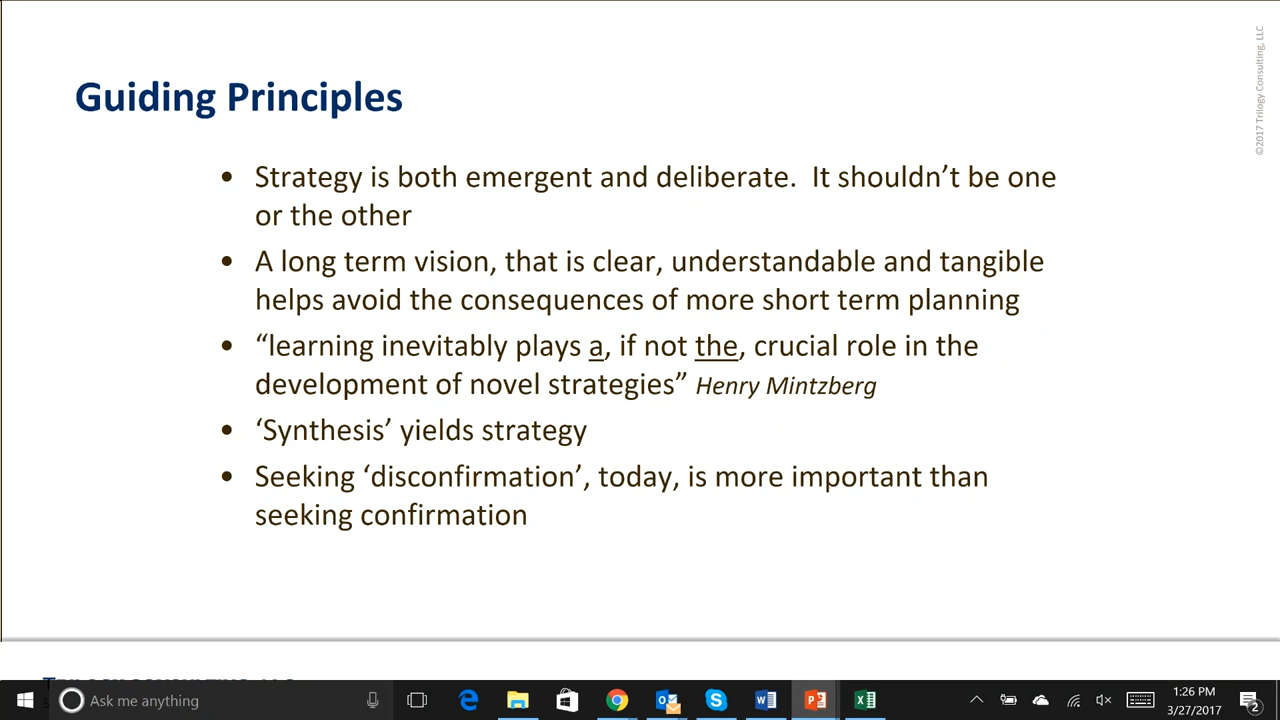 ©2017 Trilogy Consulting, LLC
Guiding Principles
• Strategy is both emergent and deliberate.  It shouldn’t be one
or the other
• A long term vision, that is clear, understandable and tangible
helps avoid the consequences of more short term planning
• “learning inevitably plays a, if not the, crucial role in the
development of novel strategies” Henry Mintzberg
• ‘Synthesis’ yields strategy
• Seeking ‘disconfirmation’, today, is more important than
seeking confirmation
Ask me anything
1:26 PM
3/27/2017
2